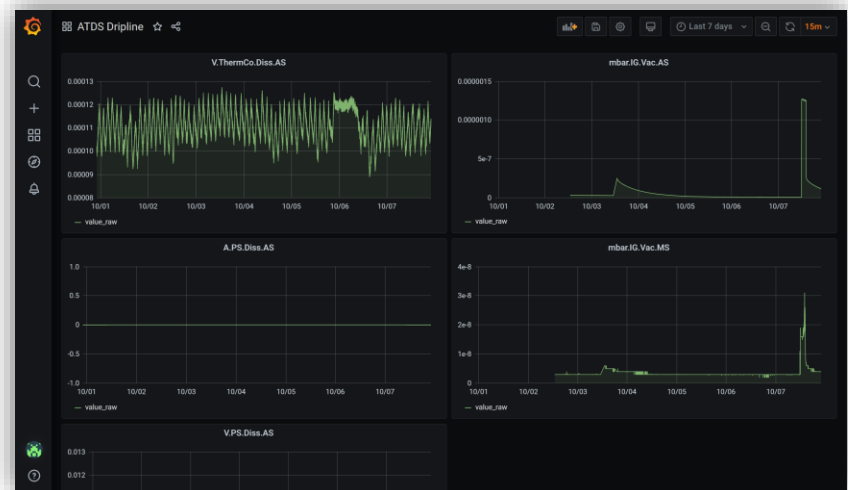 ATDS Dripline
Last 7 days
15m
V.ThermCo.Diss.AS
0.00013
0.00012
0.00011
0.00010
0.00009
0.00008
10/01 10/02 10/03 10/04 10/05 10/06 10/07
value_raw
mbar.IG.Vac.AS
0.0000015
0.0000010
5e-7
0
10/01 10/02 10/03 10/04 10/05 10/06 10/07
value_raw
A.PS.Diss.AS
1.0
0.5
0
-0.5
-1.0
10/01 10/02 10/03 10/04 10/05 10/06 10/07
value_raw
mbar.IG.Vac.MS
4e-8
3e-8
2e-8
1e-8
0
10/01 10/02 10/03 10/04 10/05 10/06 10/07
value_raw
V.PS.Diss.AS
0.013
0.012